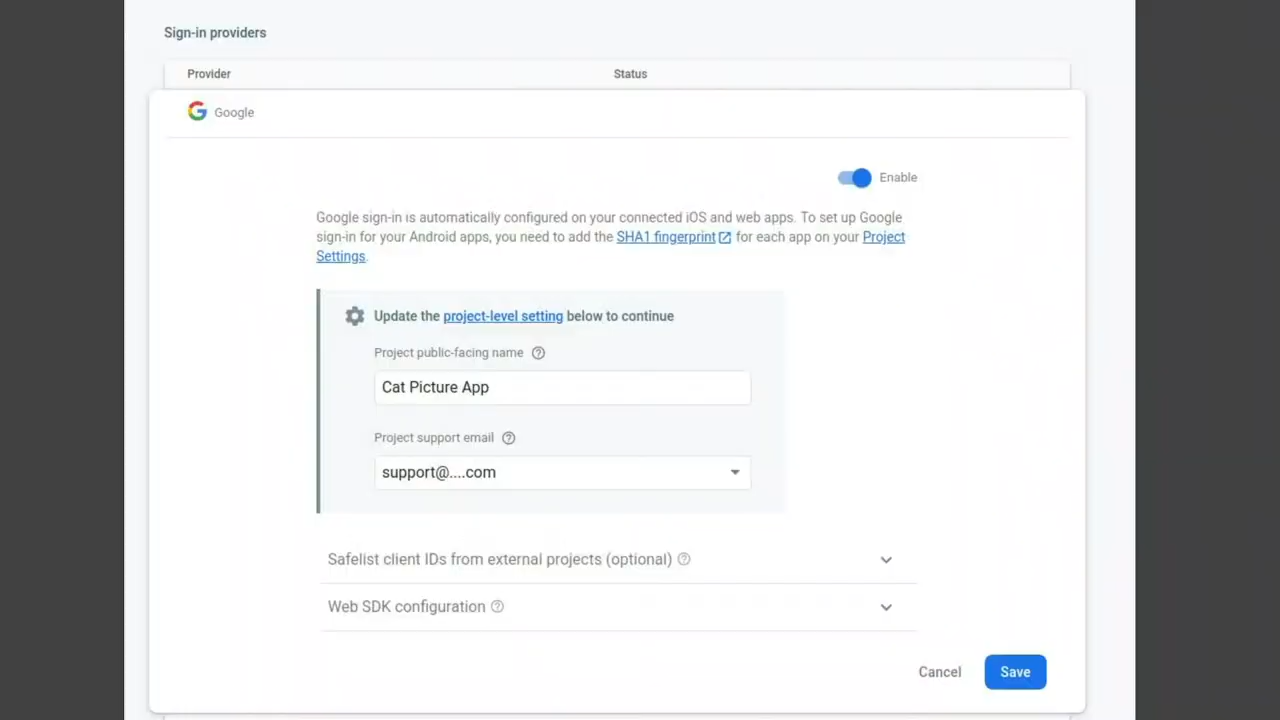 Sign-in providers
Provider Status
Google
Enable
Google sign-in is automatically configured on your connected iOS and web apps. To set up Google
sign-in for your Android apps, you need to add the SHA1 fingerprint for each app on your Project
Settings.
Update the project-level setting below to continue
Project public-facing name
Cat Picture App
Project support email
support@....com
Safelist client IDs from external projects (optional)
Web SDK configuration
Cancel Save